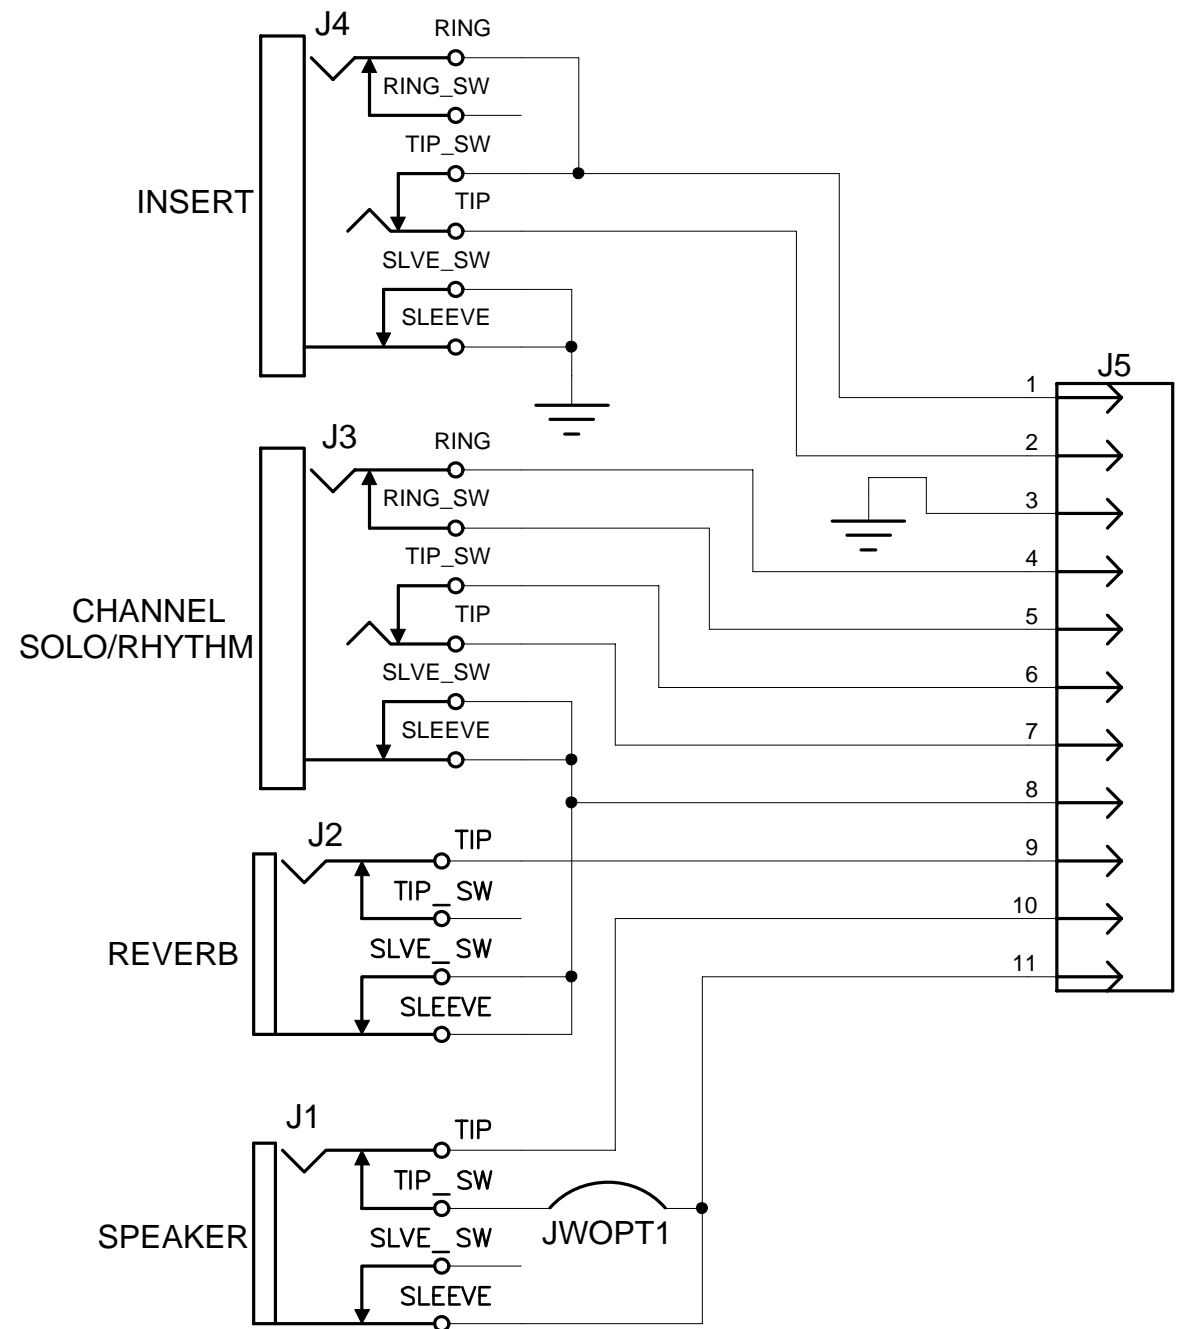 J4
RING
RING_SW
TIP_SW
TIP
SLVE_SW
SLEEVE
INSERT
J3
RING
RING_SW
TIP_SW
TIP
SLVE_SW
SLEEVE
CHANNEL
SOLO/RHYTHM
J2
TIP
TIP_SW
SLVE_SW
SLEEVE
REVERB
J1
TIP
TIP_SW
SLVE_SW
SLEEVE
SPEAKER
JWOPT1
J5
1
2
3
4
5
6
7
8
9
10
11